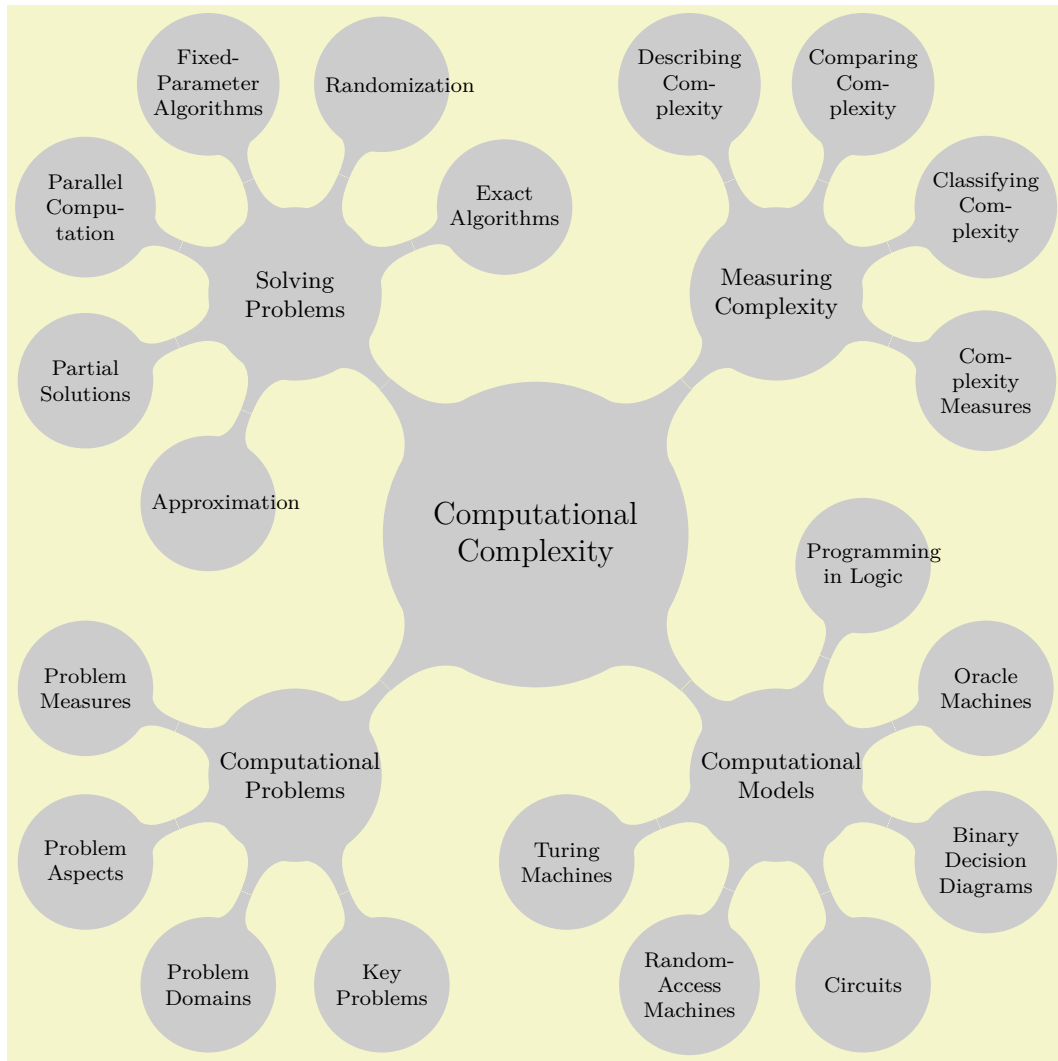 Fixed-
Parameter
Algorithms
Randomization
Describing
Com-
plexity
Comparing
Com-
plexity
Parallel
Compu-
tation
Exact
Algorithms
Classifying
Com-
plexity
Solving
Problems
Measuring
Complexity
Partial
Solutions
Com-
plexity
Measures
Approximation
Computational
Complexity
Programming
in Logic
Problem
Measures
Oracle
Machines
Computational
Problems
Computational
Models
Problem
Aspects
Turing
Machines
Binary
Decision
Diagrams
Problem
Domains
Key
Problems
Random-
Access
Machines
Circuits